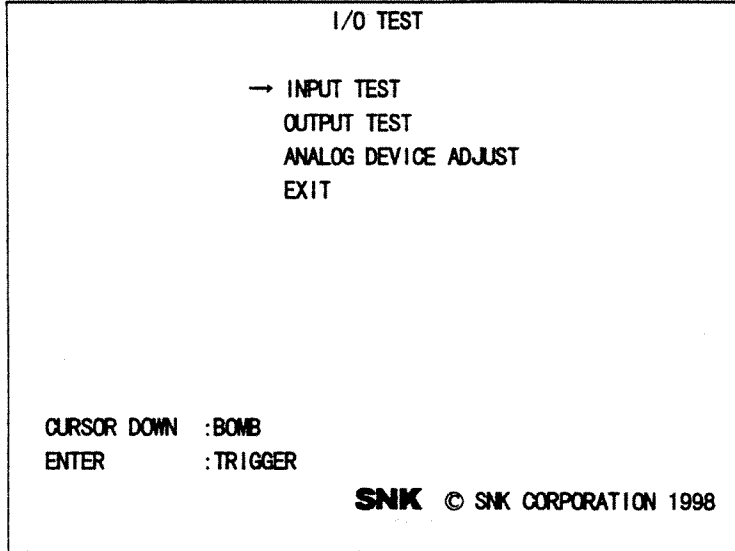 I/O TEST
→ INPUT TEST
OUTPUT TEST
ANALOG DEVICE ADJUST
EXIT
CURSOR DOWN :BOMB
ENTER :TRIGGER
SNK © SNK CORPORATION 1998